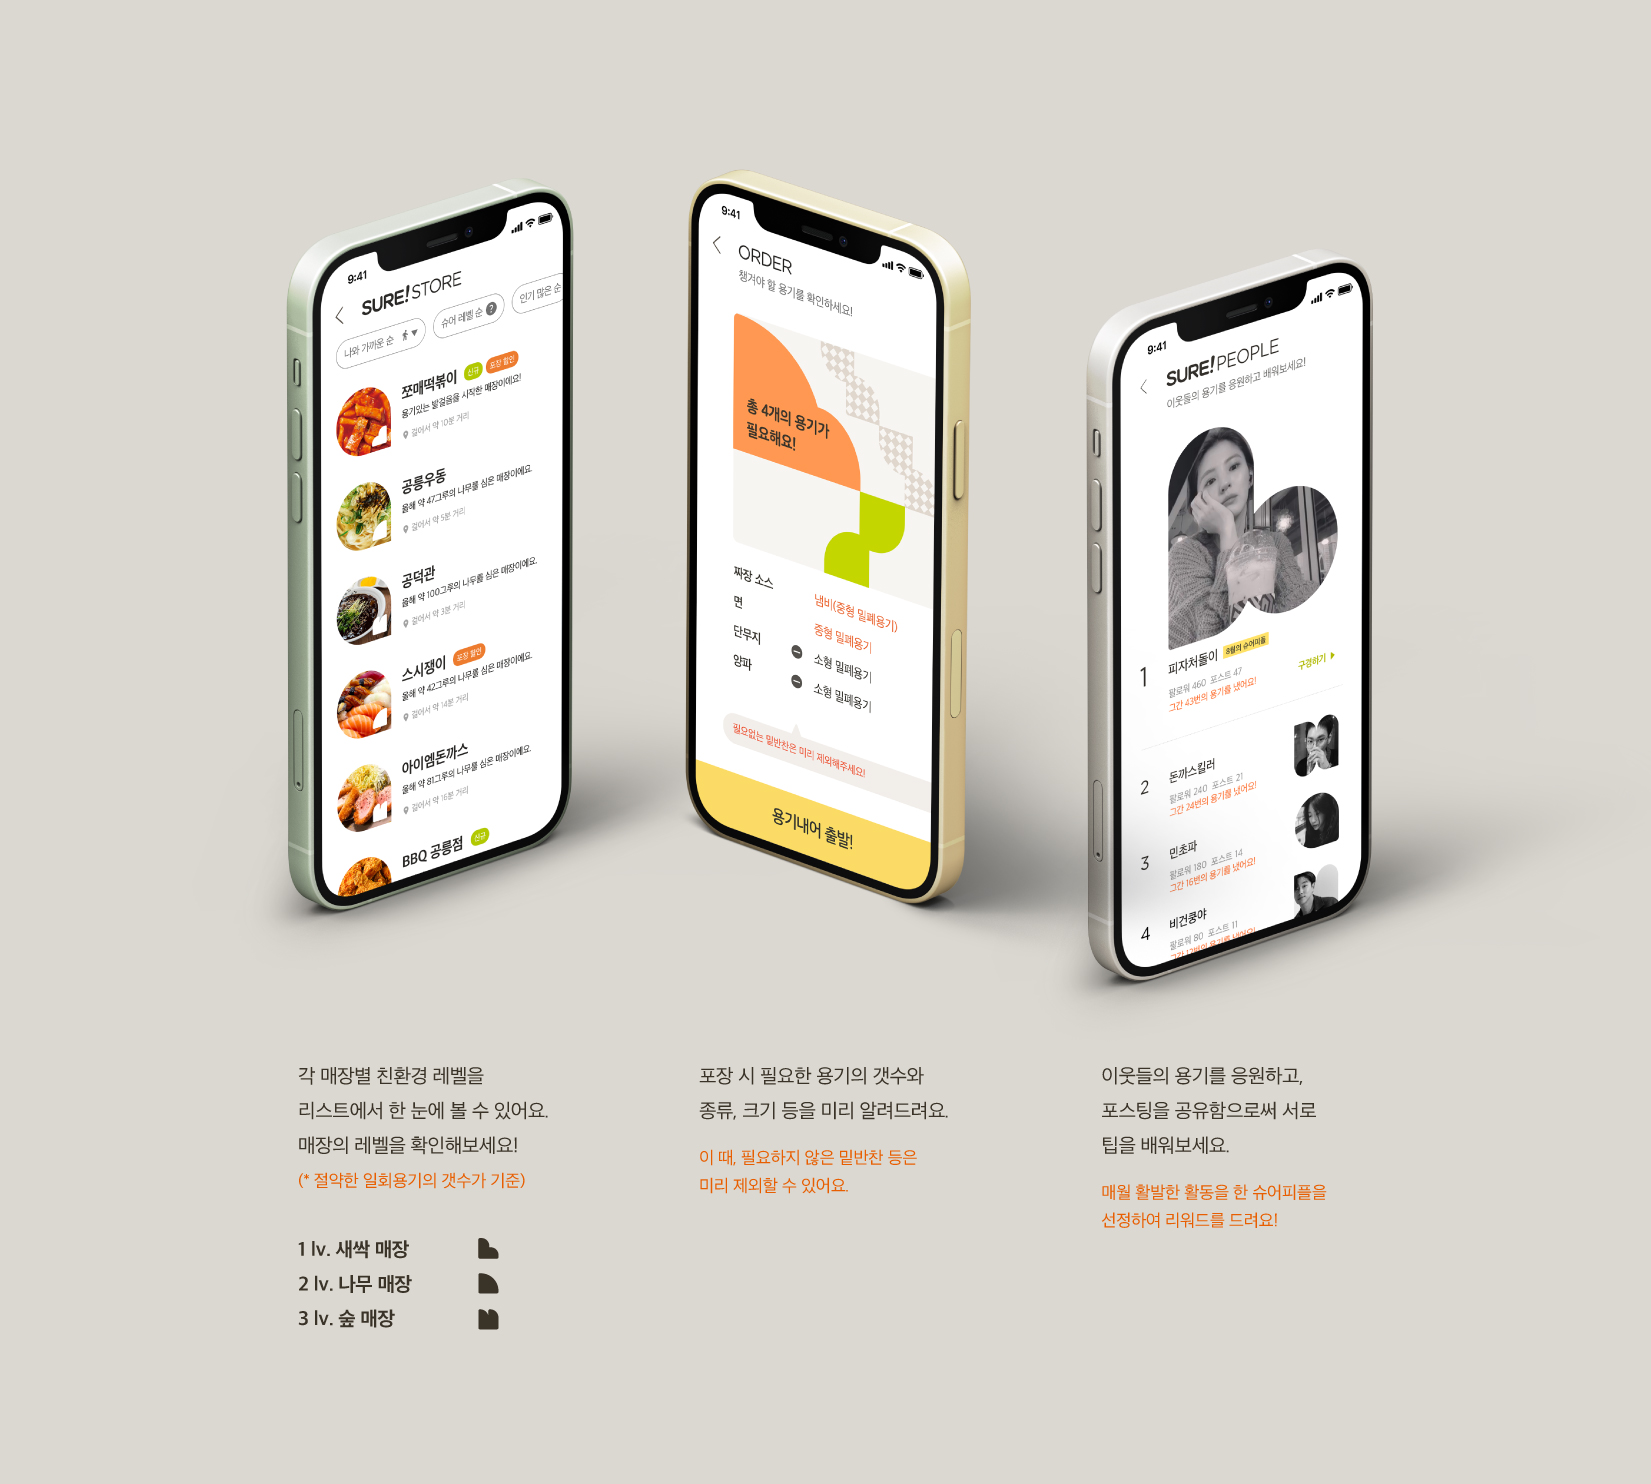 9:41
SURE! STORE
나와 가까운 순
슈어 레벨 순 ?
인기 많은 순
쪼매떡볶이 신규 포장 할인
용기있는 발걸음을 시작한 매장이에요!
걸어서 약 10분 거리
공릉우동
올해 약 47그루의 나무를 심은 매장이에요.
걸어서 약 5분 거리
공덕관
올해 약 100그루의 나무를 심은 매장이에요.
걸어서 약 3분 거리
스시쟁이 포장 할인
올해 약 42그루의 나무를 심은 매장이에요.
걸어서 약 14분 거리
아이엠돈까스
올해 약 81그루의 나무를 심은 매장이에요.
걸어서 약 16분 거리
BBQ 공릉점 신규
9:41
ORDER
챙겨야 할 용기를 확인하세요!
총 4개의 용기가
필요해요!
짜장 소스 냄비(중형 밀폐용기)
면 중형 밀폐용기
단무지 소형 밀폐용기
양파 소형 밀폐용기
필요없는 밑반찬은 미리 제외해주세요!
용기내어 출발!
9:41
SURE! PEOPLE
이웃들의 용기를 응원하고 배워보세요!
1 피자처돌이 8월의 슈어피플
팔로워 460 포스트 47
그간 43번의 용기를 냈어요!
구경하기
2 돈까스킬러
팔로워 240 포스트 21
그간 24번의 용기를 냈어요!
3 민초파
팔로워 180 포스트 14
그간 16번의 용기를 냈어요!
4 비건쿵야
팔로워 80 포스트 11
각 매장별 친환경 레벨을
리스트에서 한 눈에 볼 수 있어요.
매장의 레벨을 확인해보세요!
(* 절약한 일회용기의 갯수가 기준)
1 lv. 새싹 매장
2 lv. 나무 매장
3 lv. 숲 매장
포장 시 필요한 용기의 갯수와
종류, 크기 등을 미리 알려드려요.
이 때, 필요하지 않은 밑반찬 등은
미리 제외할 수 있어요.
이웃들의 용기를 응원하고,
포스팅을 공유함으로써 서로
팁을 배워보세요.
매월 활발한 활동을 한 슈어피플을
선정하여 리워드를 드려요!